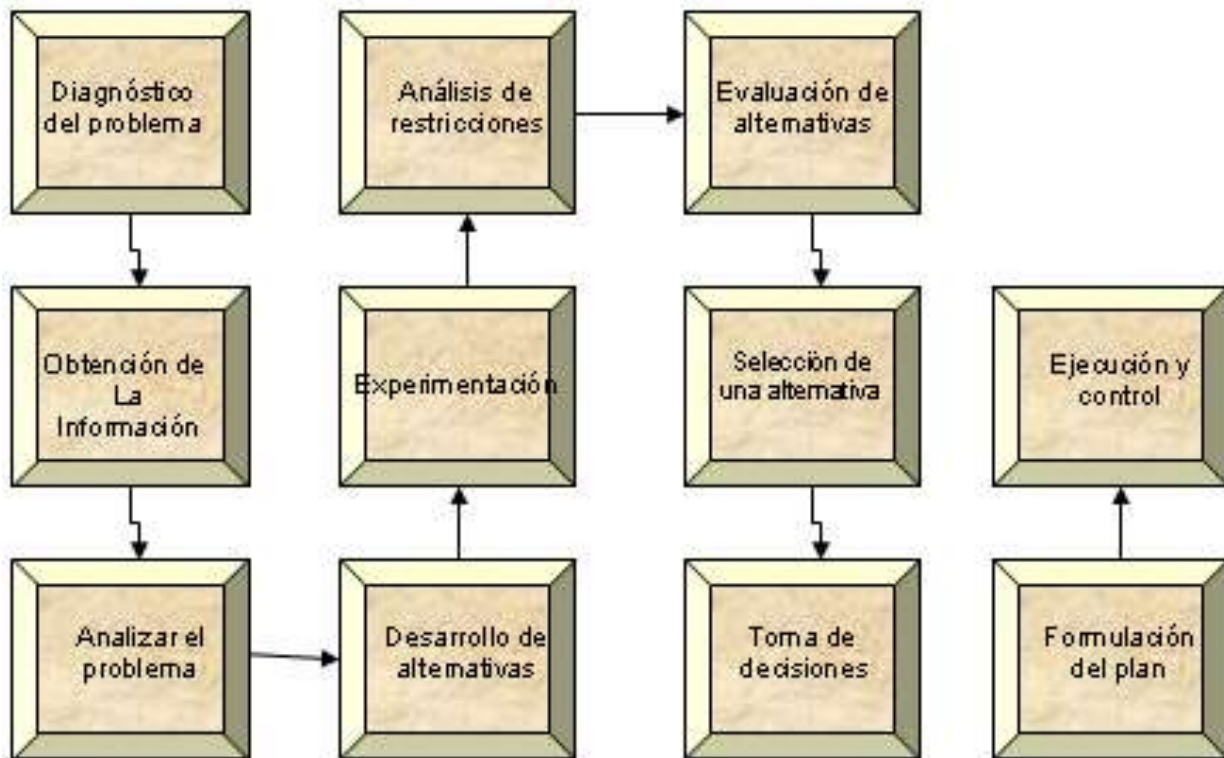 Diagnóstico
del problema
Obtención de
La
Información
Analizar el
problema
Desarrollo de
alternativas
Experimentación
Análisis de
restricciones
Evaluación de
alternativas
Selección de
una alternativa
Toma de
decisiones
Formulación
del plan
Ejecución y
control